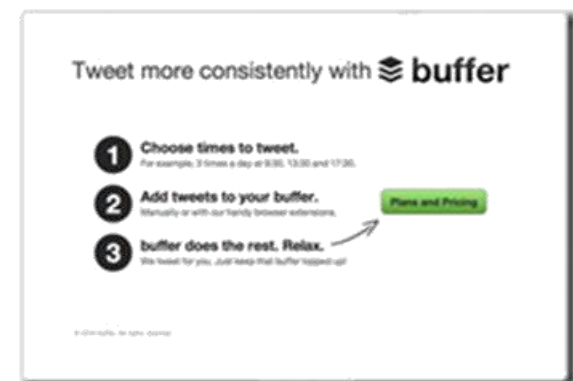 Tweet more consistently with buffer
1 Choose times to tweet.
For example, 3 times a day at 9:30, 13:00 and 17:30.
2 Add tweets to your buffer.
Manually or with our handy browser extensions.
Plans and Pricing
3 buffer does the rest. Relax.
We tweet for you. Just keep that buffer topped up!